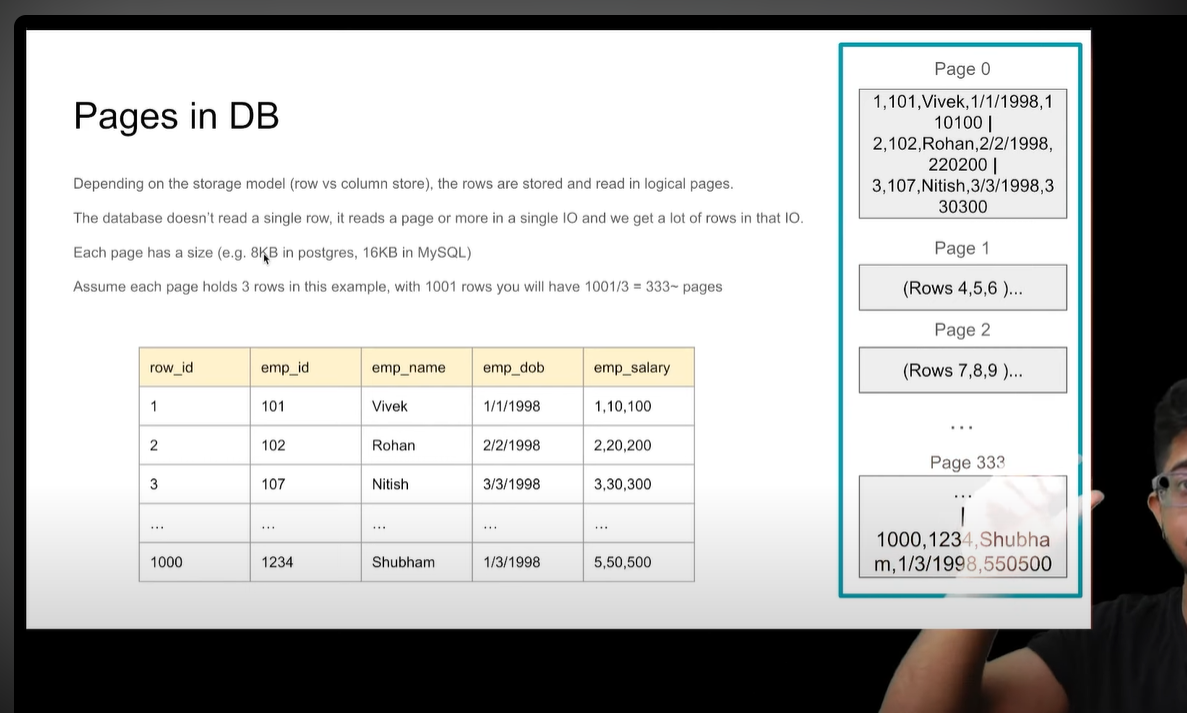 Pages in DB
Depending on the storage model (row vs column store), the rows are stored and read in logical pages.
The database doesn't read a single row, it reads a page or more in a single IO and we get a lot of rows in that IO.
Each page has a size (e.g. 8KB in postgres, 16KB in MySQL)
Assume each page holds 3 rows in this example, with 1001 rows you will have 1001/3 = 333~ pages
row_id emp_id emp_name emp_dob emp_salary
1 101 Vivek 1/1/1998 1,10,100
2 102 Rohan 2/2/1998 2,20,200
3 107 Nitish 3/3/1998 3,30,300
... ... ... ... ...
1000 1234 Shubham 1/3/1998 5,50,500
Page 0
1,101,Vivek,1/1/1998,1
10100 |
2,102,Rohan,2/2/1998,
220200 |
3,107,Nitish,3/3/1998,3
30300
Page 1
(Rows 4,5,6 )...
Page 2
(Rows 7,8,9 )...
...
Page 333
...
|
1000,1234,Shubha
m,1/3/1998,550500